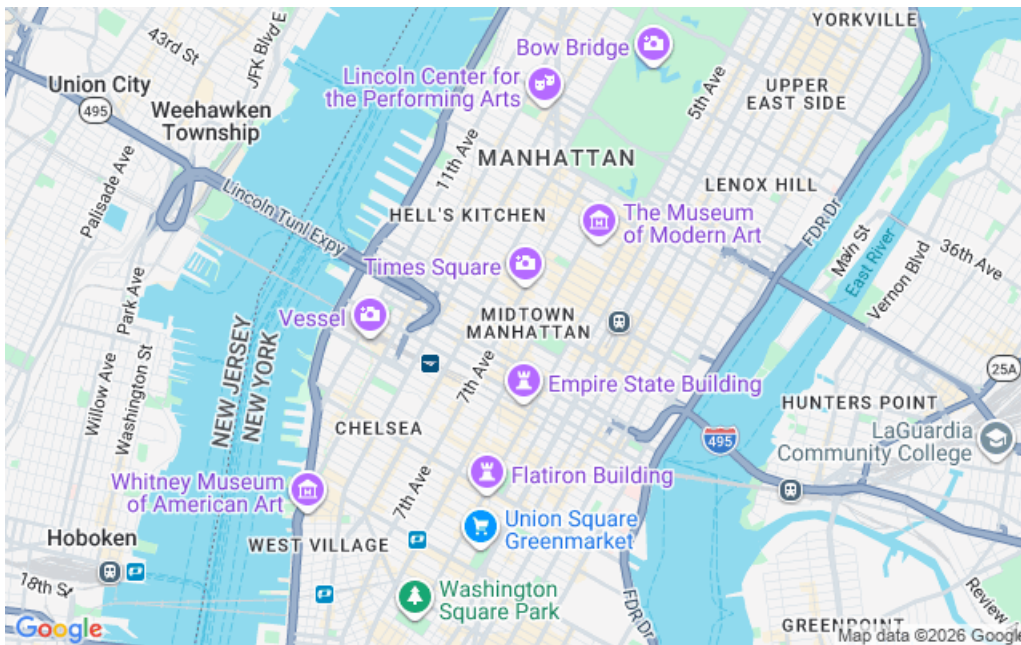 YORKVILLE
43rd St
JFK Blvd E
Bow Bridge
Union City
Lincoln Center for
the Performing Arts
5th Ave
UPPER
EAST SIDE
495
Weehawken
Township
11th Ave
MANHATTAN
Palisade Ave
Lincoln Tunl Expy
HELL'S KITCHEN
LENOX HILL
The Museum
of Modern Art
FDR Dr
Main St
East River
36th Ave
Times Square
Vernon Blvd
Park Ave
Vessel
MIDTOWN
MANHATTAN
Willow Ave
Washington St
NEW JERSEY
NEW YORK
7th Ave
Empire State Building
25A
CHELSEA
HUNTERS POINT
495
LaGuardia
Community College
Whitney Museum
of American Art
7th Ave
Flatiron Building
Union Square
Greenmarket
Hoboken
WEST VILLAGE
18th St
Washington
Square Park
FDR Dr
Review
GREENPOINT
Google
Map data ©2026 Google